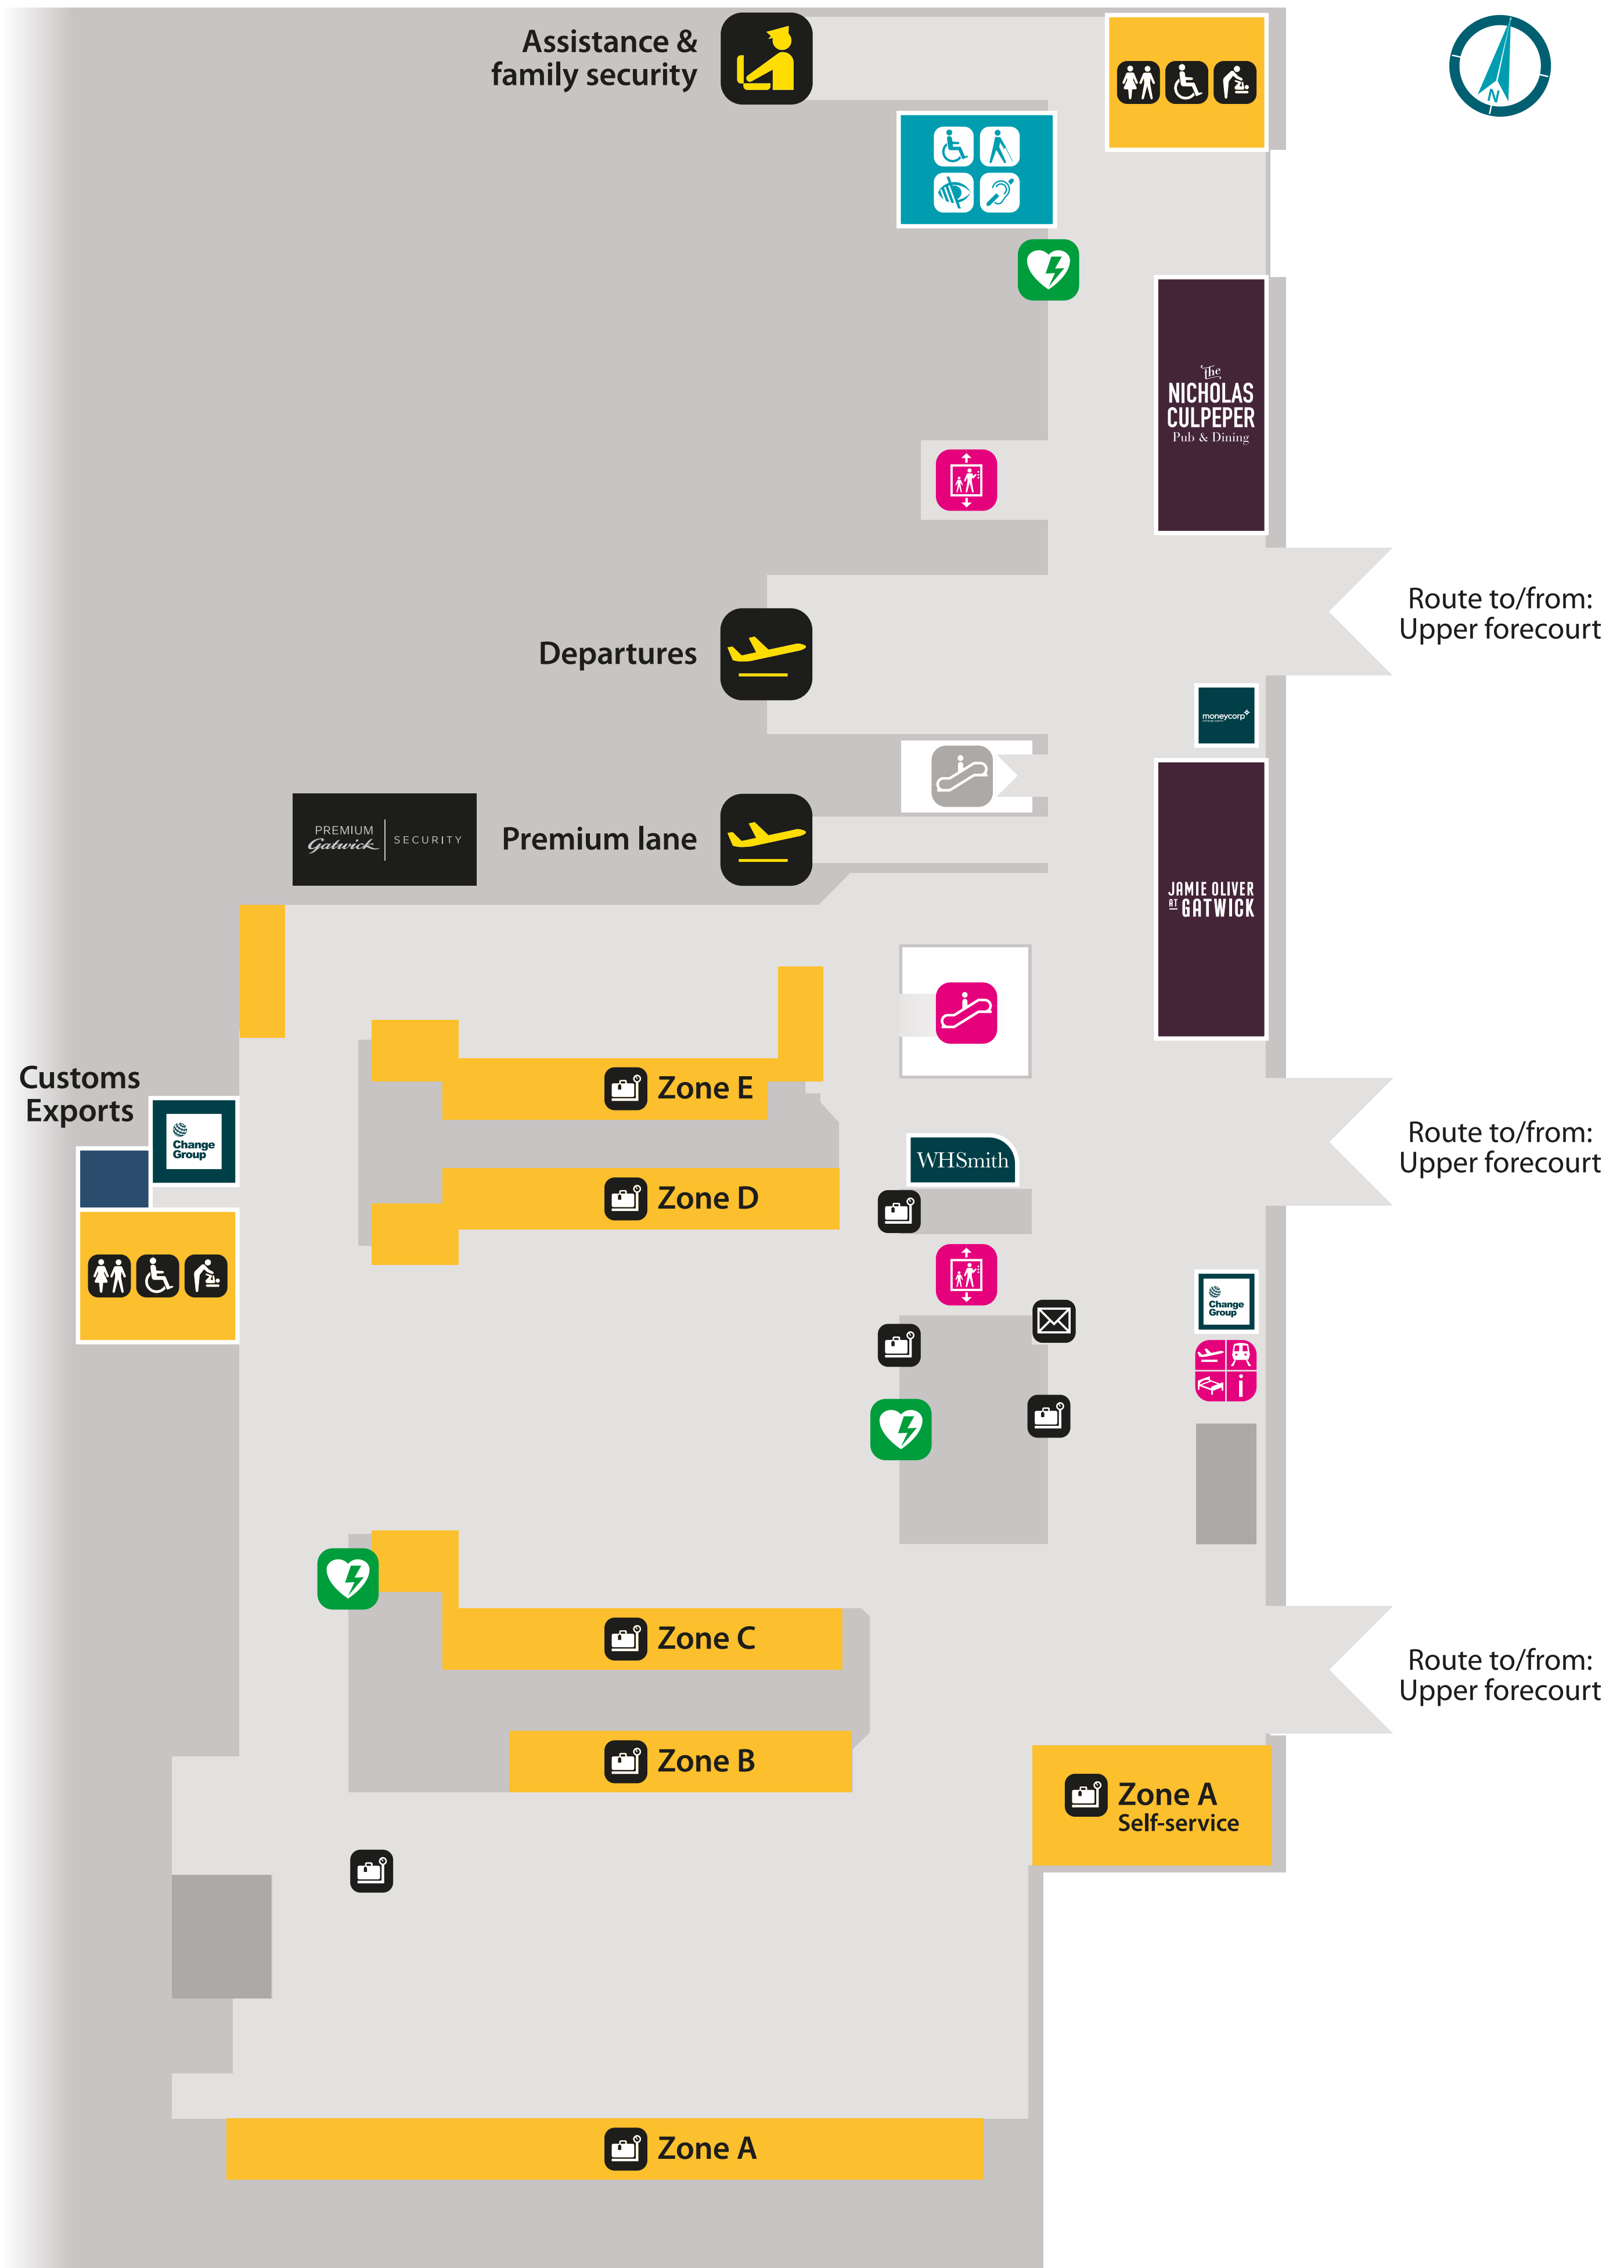 Assistance &
family security
N
the
NICHOLAS
CULPEPER
Pub & Dining
Route to/from:
Upper forecourt
Departures
moneycorp
PREMIUM
Gatwick
SECURITY
Premium lane
JAMIE OLIVER
AT GATWICK
Customs
Exports
Change
Group
Zone E
WHSmith
Route to/from:
Upper forecourt
Zone D
Change
Group
i
Zone C
Route to/from:
Upper forecourt
Zone B
Zone A
Self-service
Zone A